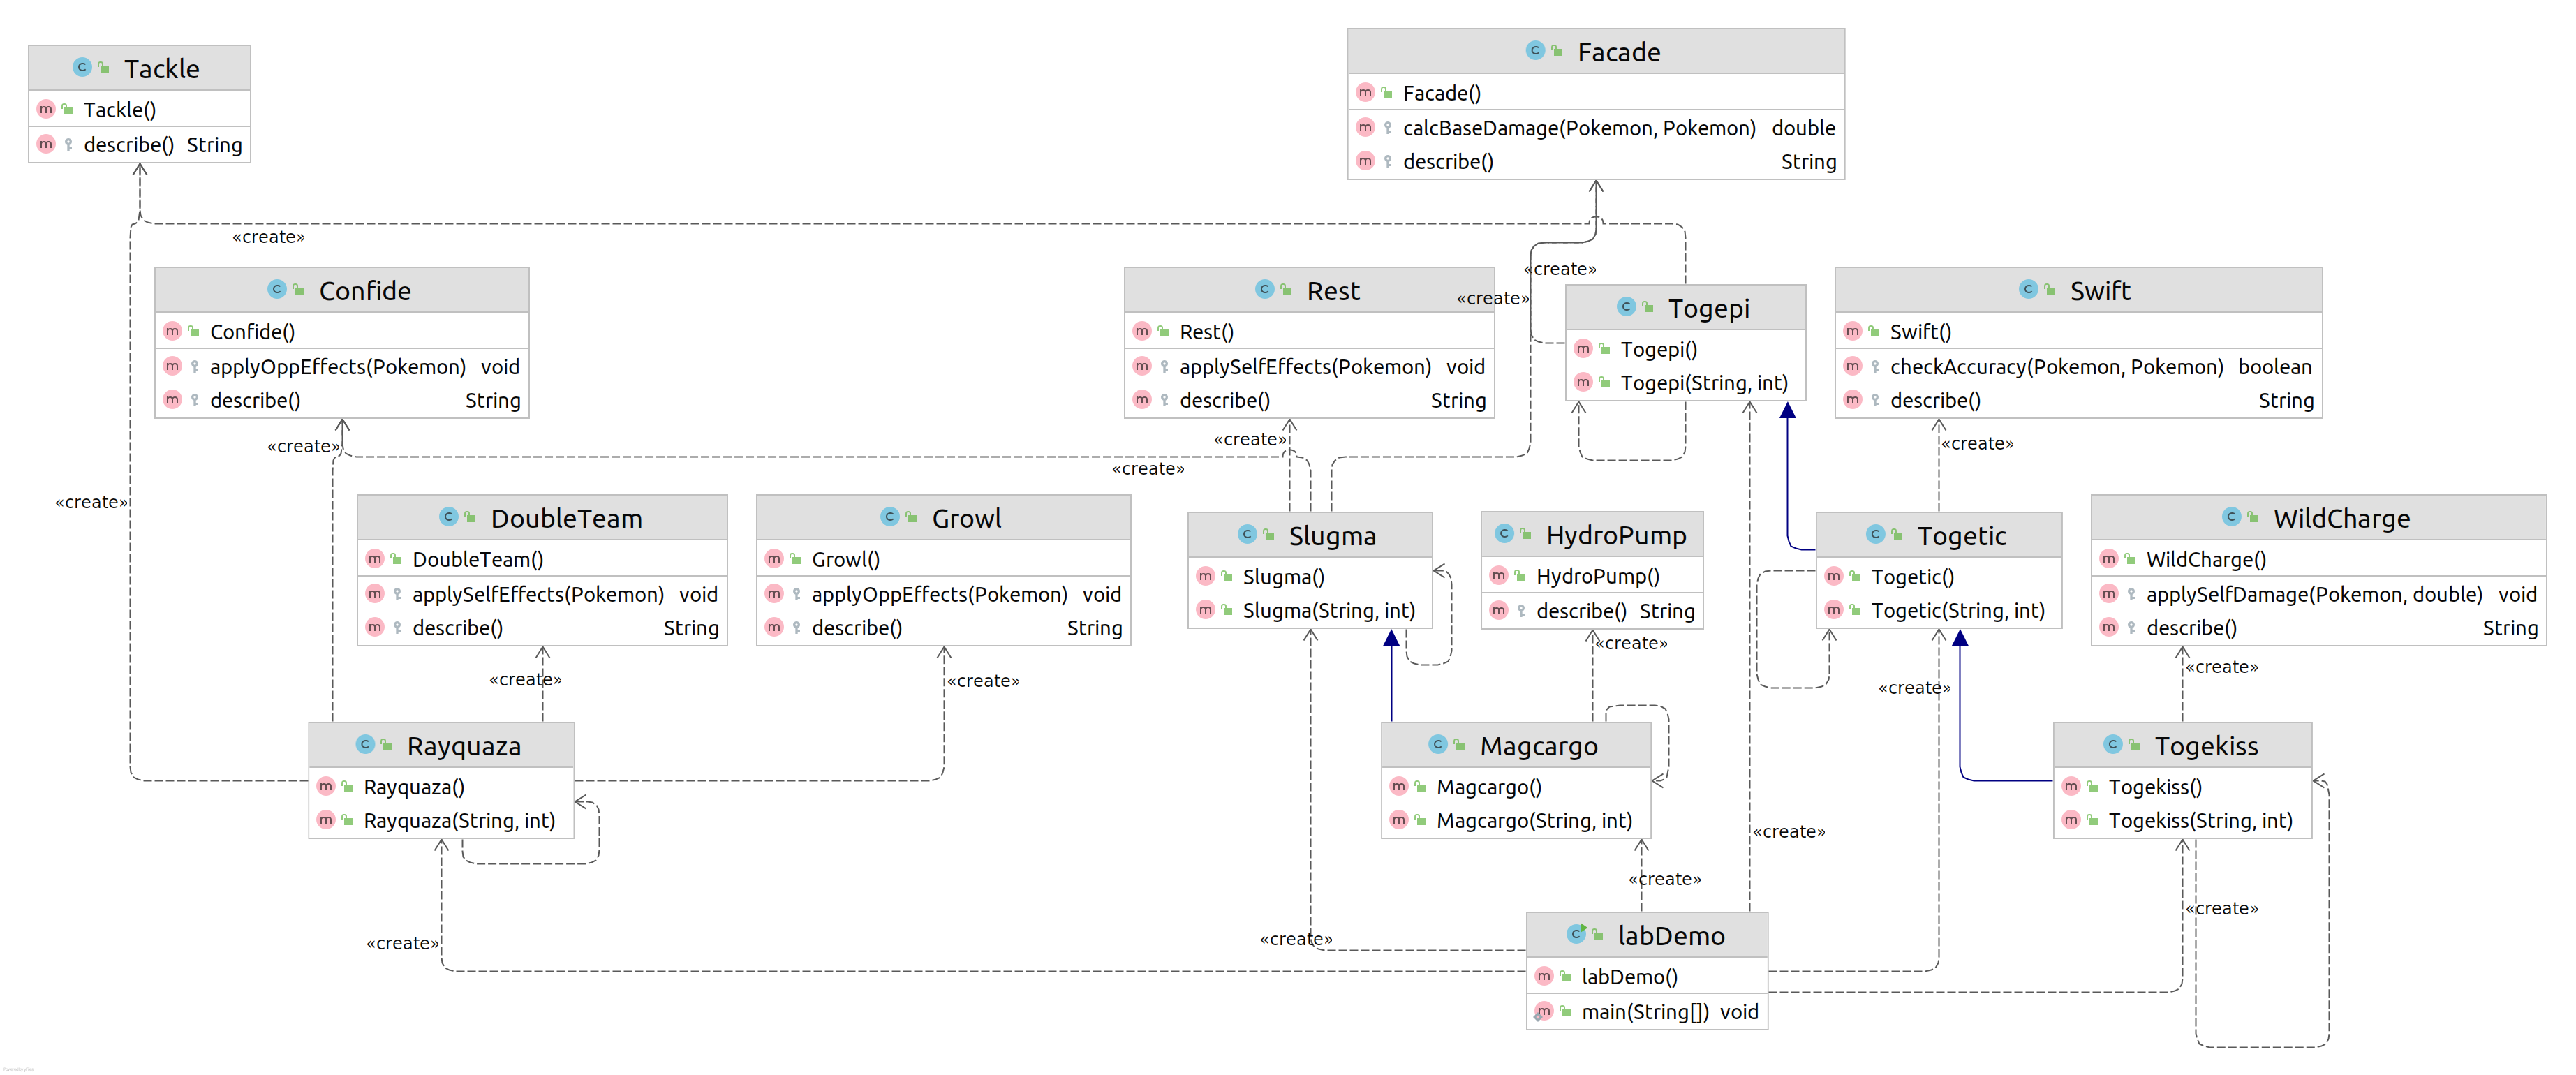 Facade
Facade()
calcBaseDamage(Pokemon, Pokemon) double
describe() String
Tackle
Tackle()
describe() String
«create»
«create»
«create»
Confide
Confide()
applyOppEffects(Pokemon) void
describe() String
Rest
Rest()
applySelfEffects(Pokemon) void
describe() String
Togepi
Togepi()
Togepi(String, int)
Swift
Swift()
checkAccuracy(Pokemon, Pokemon) boolean
describe() String
«create»
«create»
«create»
«create»
«create»
DoubleTeam
DoubleTeam()
applySelfEffects(Pokemon) void
describe() String
Growl
Growl()
applyOppEffects(Pokemon) void
describe() String
Slugma
Slugma()
Slugma(String, int)
HydroPump
HydroPump()
describe() String
Togetic
Togetic()
Togetic(String, int)
WildCharge
WildCharge()
applySelfDamage(Pokemon, double) void
describe() String
«create»
«create»
«create»
«create»
«create»
Rayquaza
Rayquaza()
Rayquaza(String, int)
Magcargo
Magcargo()
Magcargo(String, int)
Togekiss
Togekiss()
Togekiss(String, int)
«create»
«create»
«create»
«create»
«create»
labDemo
labDemo()
main(String[]) void